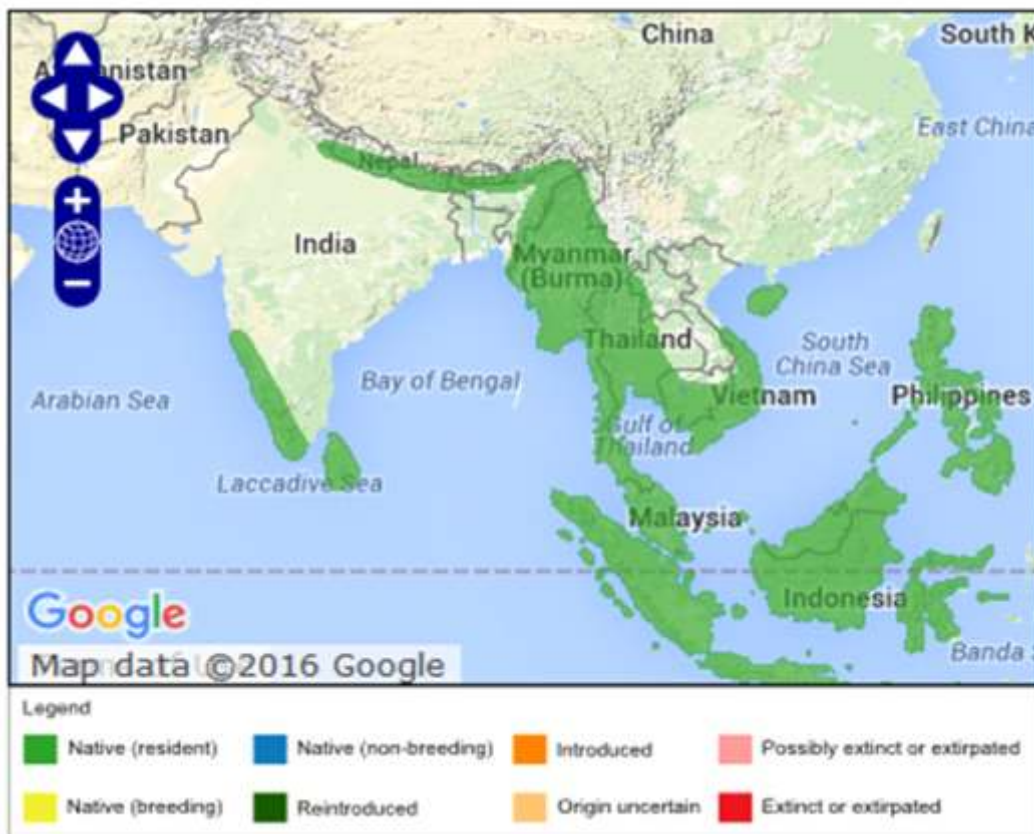 China
South K
Afghanistan
Pakistan
East China
Nepal
India
Myanmar
(Burma)
Thailand
South
China Sea
Bay of Bengal
Arabian Sea
Vietnam
Philippines
Gulf of
Thailand
Laccadive Sea
Malaysia
Indonesia
Google
Banda S
Map data ©2016 Google
Legend
Native (resident)
Native (non-breeding)
Introduced
Possibly extinct or extirpated
Native (breeding)
Reintroduced
Origin uncertain
Extinct or extirpated